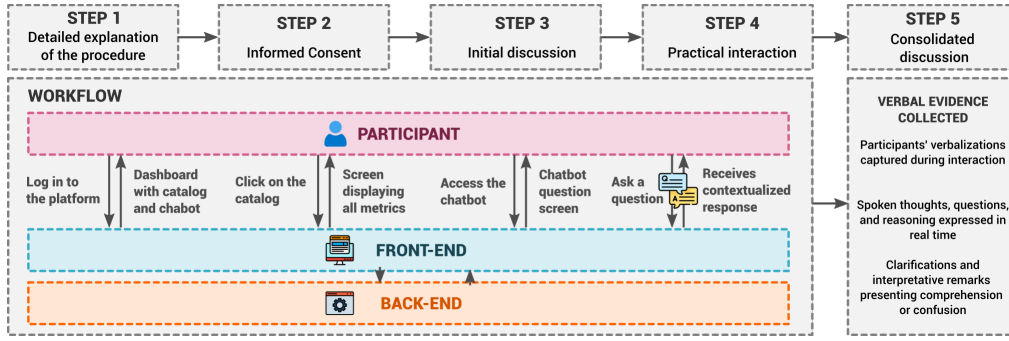 STEP 1
Detailed explanation
of the procedure
STEP 2
Informed Consent
STEP 3
Initial discussion
STEP 4
Practical interaction
STEP 5
Consolidated
discussion
WORKFLOW
PARTICIPANT
Log in to
the platform
Dashboard
with catalog
and chabot
Click on the
catalog
Screen
displaying
all metrics
Access the
chatbot
Chatbot
question
screen
Ask a
question
Q
A
Receives
contextualized
response
FRONT-END
BACK-END
VERBAL EVIDENCE
COLLECTED
Participants' verbalizations
captured during interaction
Spoken thoughts, questions,
and reasoning expressed in
real time
Clarifications and
interpretative remarks
presenting comprehension
or confusion